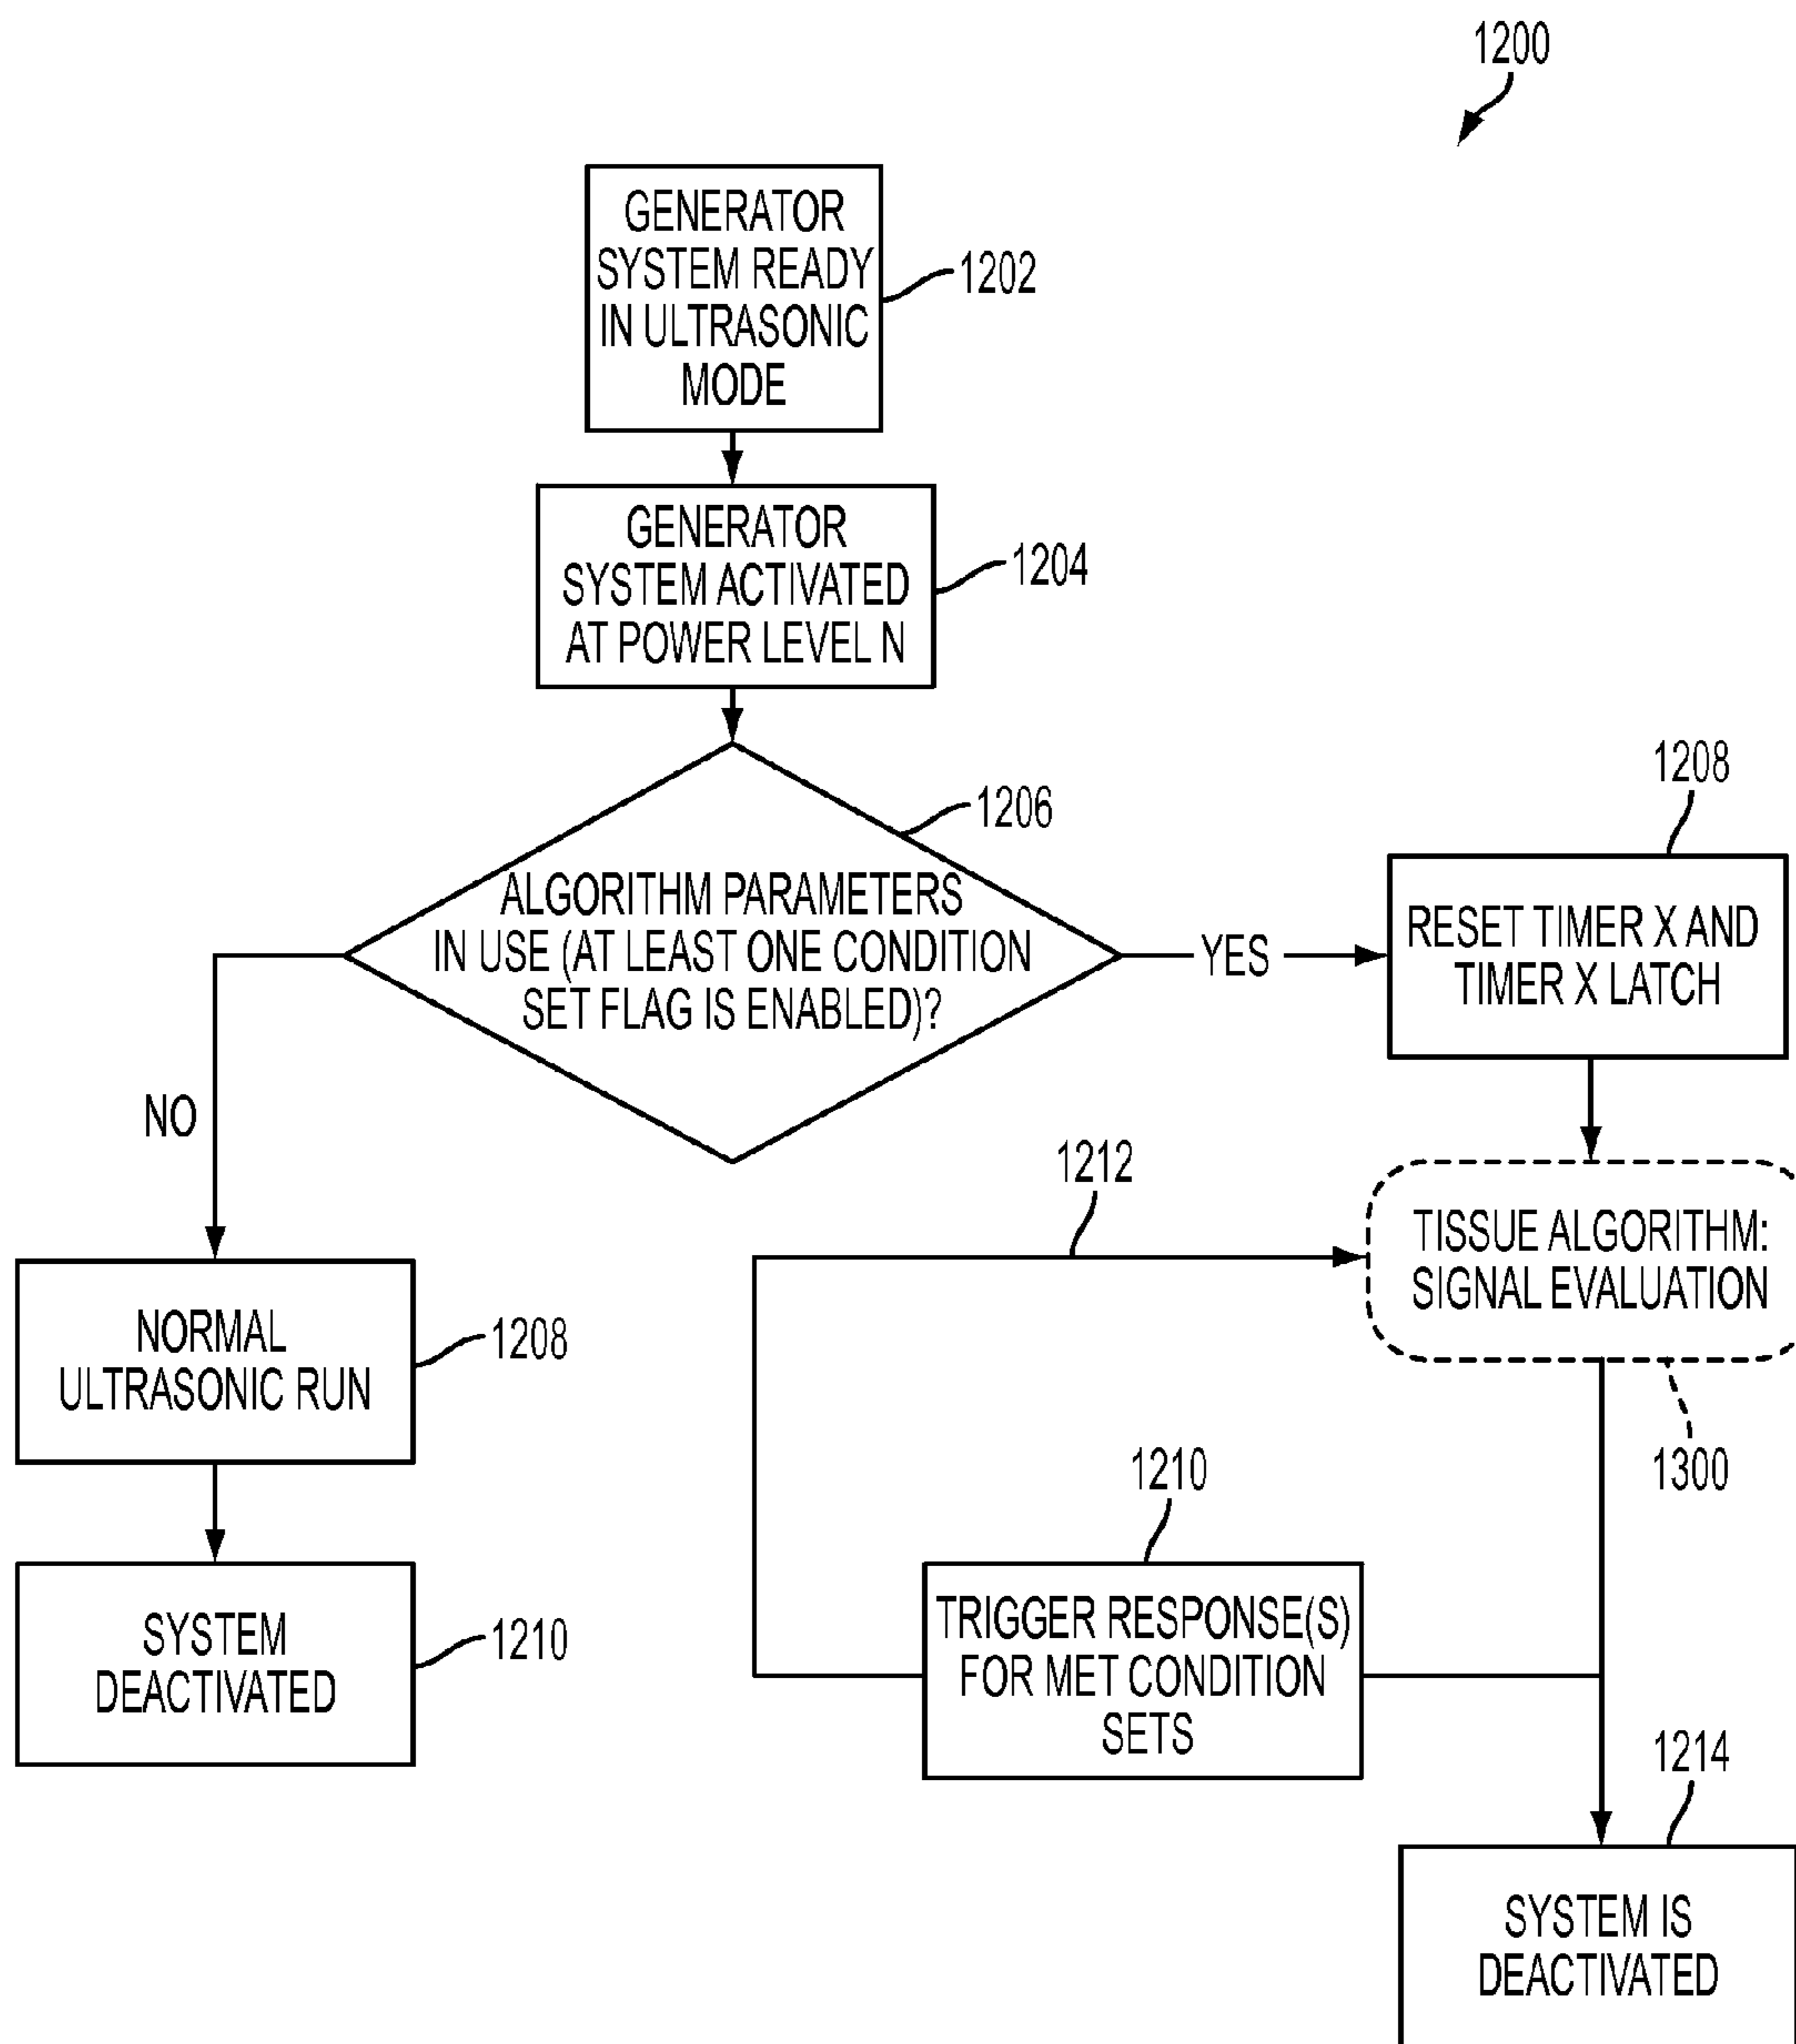 1200
GENERATOR
SYSTEM READY
IN ULTRASONIC
MODE
1202
GENERATOR
SYSTEM ACTIVATED
AT POWER LEVEL N
1204
1206
ALGORITHM PARAMETERS
IN USE (AT LEAST ONE CONDITION
SET FLAG IS ENABLED)?
YES
1208
RESET TIMER X AND
TIMER X LATCH
NO
1212
TISSUE ALGORITHM:
SIGNAL EVALUATION
1300
NORMAL
ULTRASONIC RUN
1208
1210
TRIGGER RESPONSE(S)
FOR MET CONDITION
SETS
SYSTEM
DEACTIVATED
1210
1214
SYSTEM IS
DEACTIVATED